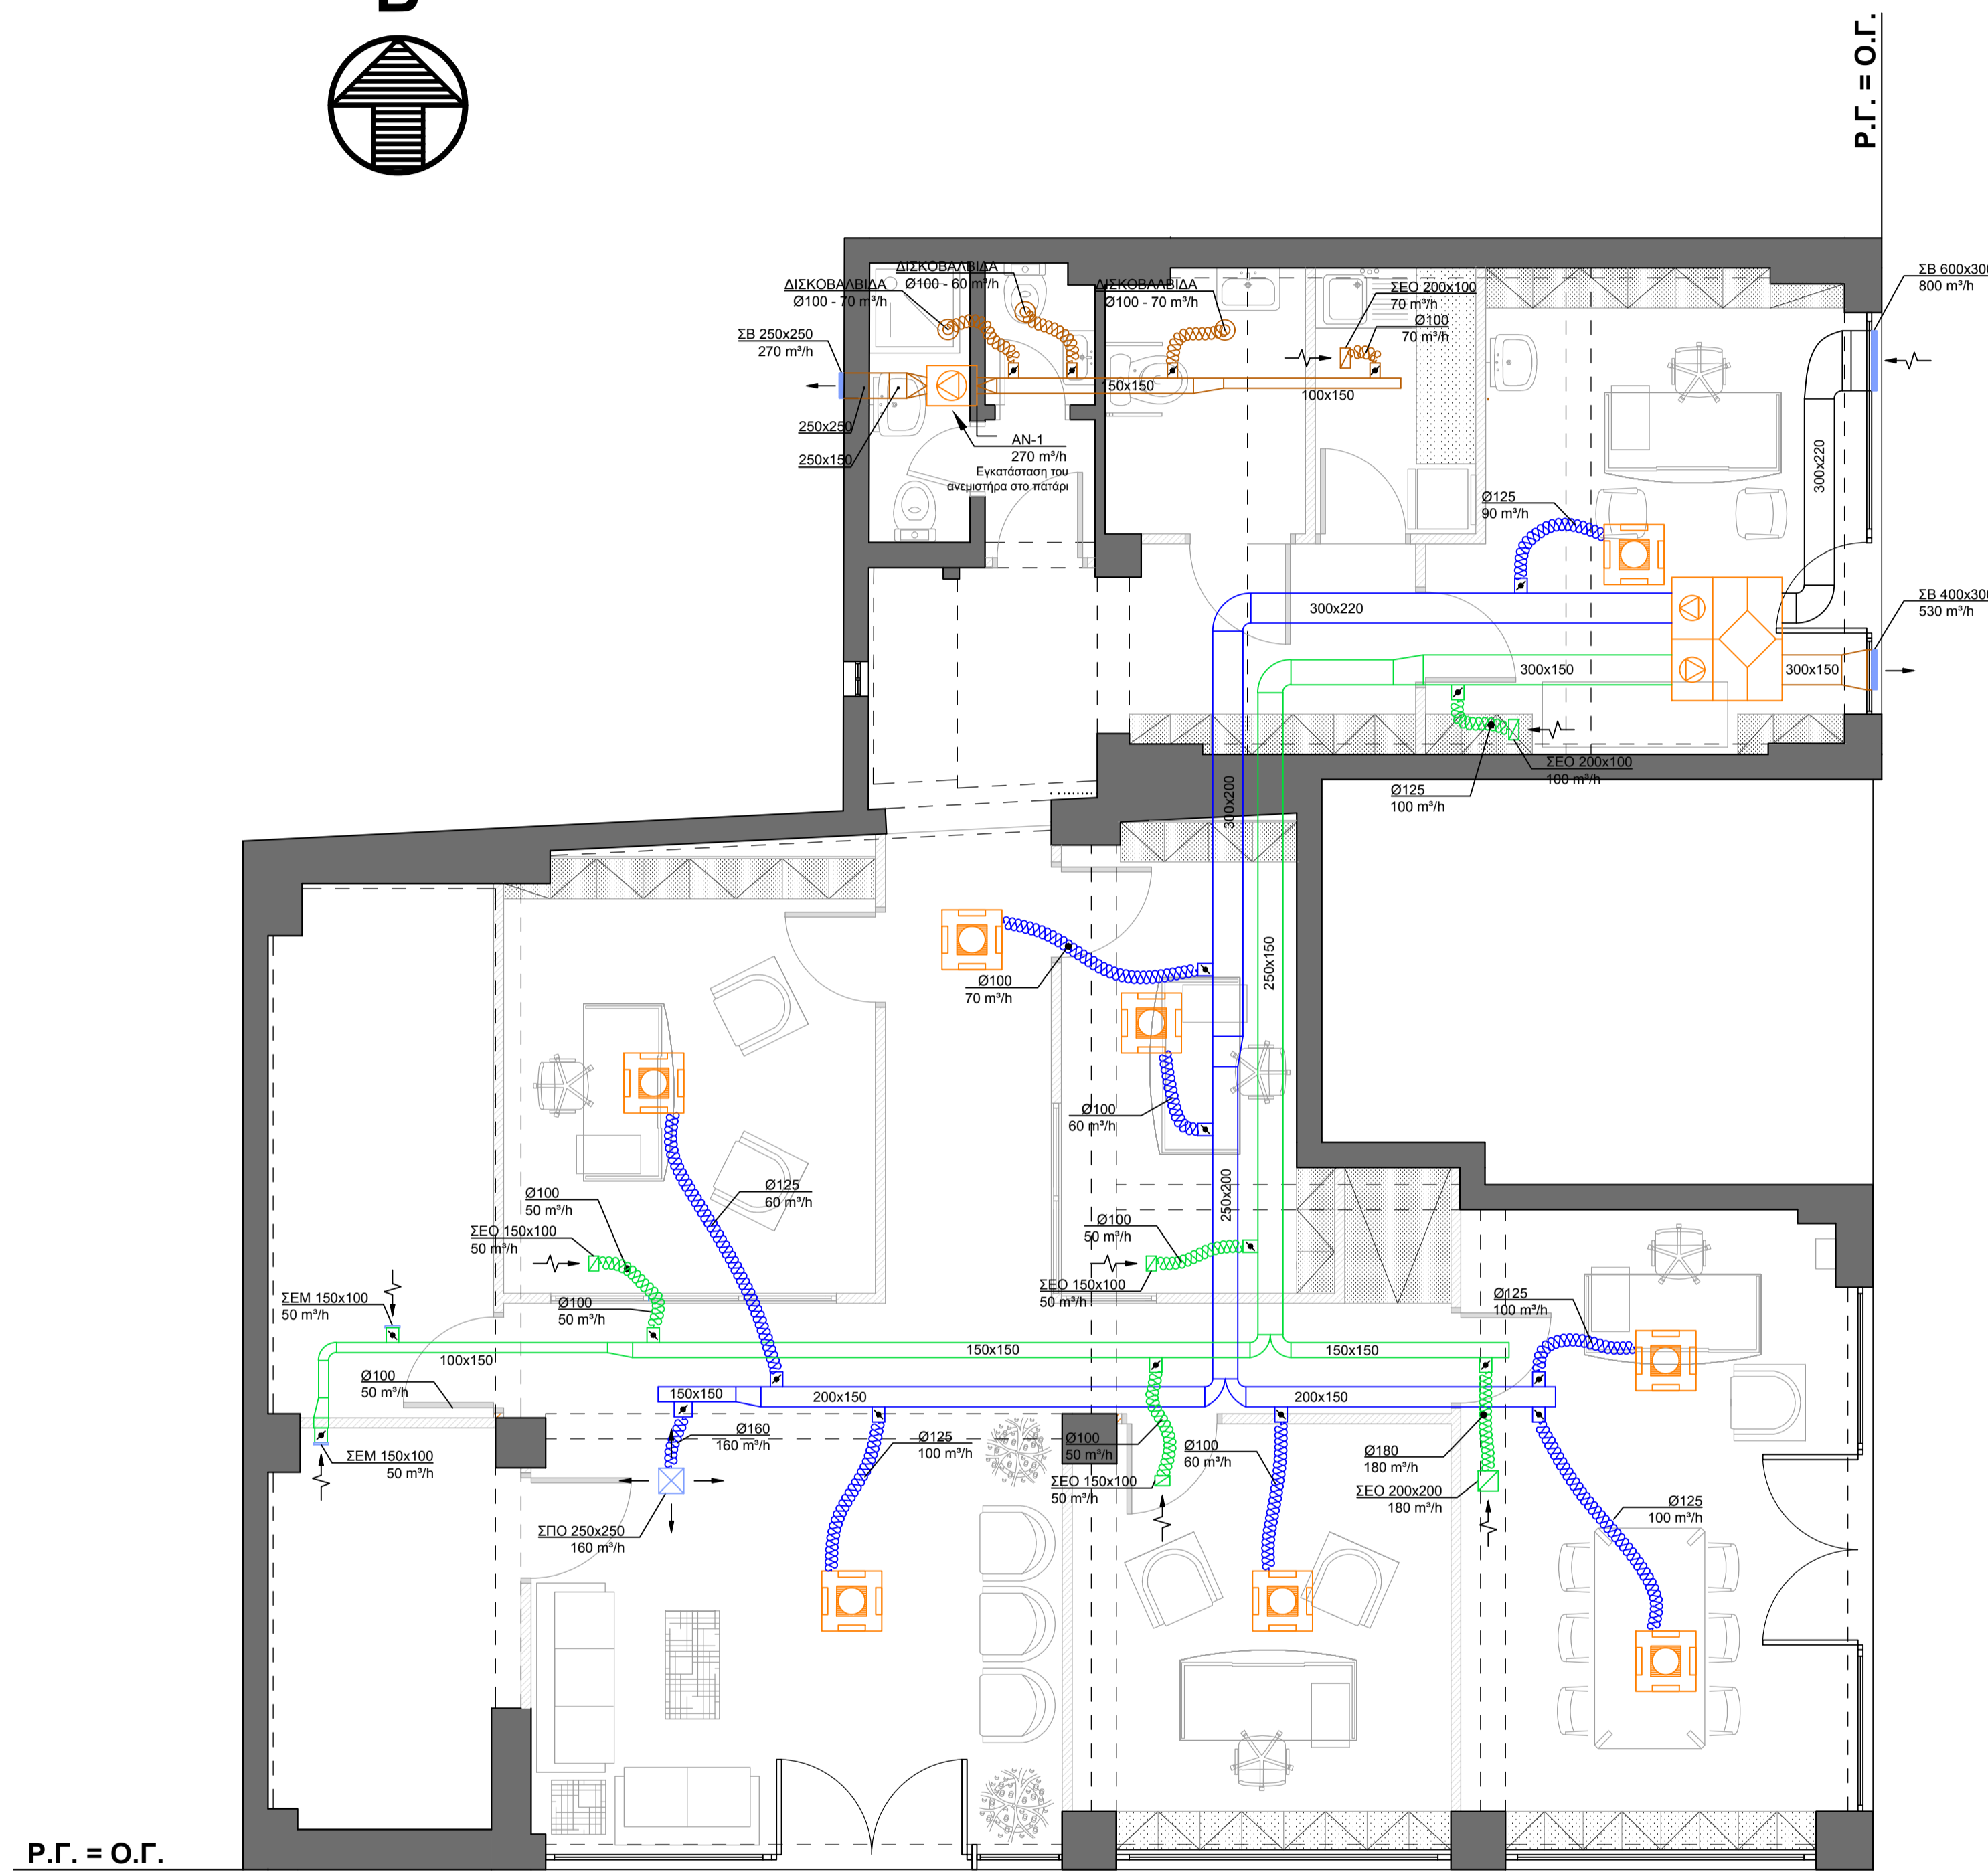 Β
Ρ.Γ. = Ο.Γ.
ΔΙΣΚΟΒΑΛΒΙΔΑ
Ø100 - 60 m³/h
ΔΙΣΚΟΒΑΛΒΙΔΑ
Ø100 - 70 m³/h
ΔΙΣΚΟΒΑΛΒΙΔΑ
Ø100 - 70 m³/h
ΣΕΟ 200x100
70 m³/h
Ø100
70 m³/h
ΣΒ 600x300
800 m³/h
ΣΒ 250x250
270 m³/h
50x150
100x150
250x250
250x150
ΑΝ-1
270 m³/h
Εγκατάσταση του
ανεμιστήρα στο πατάρι
300x220
Ø125
90 m³/h
300x220
ΣΒ 400x300
530 m³/h
300x150
300x150
ΣΕΟ 200x100
100 m³/h
Ø125
100 m³/h
300x200
250x150
Ø100
70 m³/h
Ø100
60 m³/h
250x200
Ø125
60 m³/h
Ø100
50 m³/h
ΣΕΟ 150x100
50 m³/h
Ø100
50 m³/h
ΣΕΟ 150x100
50 m³/h
ΣΕΜ 150x100
50 m³/h
Ø100
50 m³/h
Ø125
100 m³/h
100x150
150x150
150x150
Ø100
50 m³/h
150x150
200x150
200x150
Ø160
160 m³/h
Ø125
100 m³/h
Ø100
50 m³/h
Ø100
60 m³/h
Ø180
180 m³/h
ΣΕΜ 150x100
50 m³/h
ΣΕΟ 150x100
50 m³/h
ΣΕΟ 200x200
180 m³/h
Ø125
100 m³/h
ΣΠΟ 250x250
160 m³/h
Ρ.Γ. = Ο.Γ.